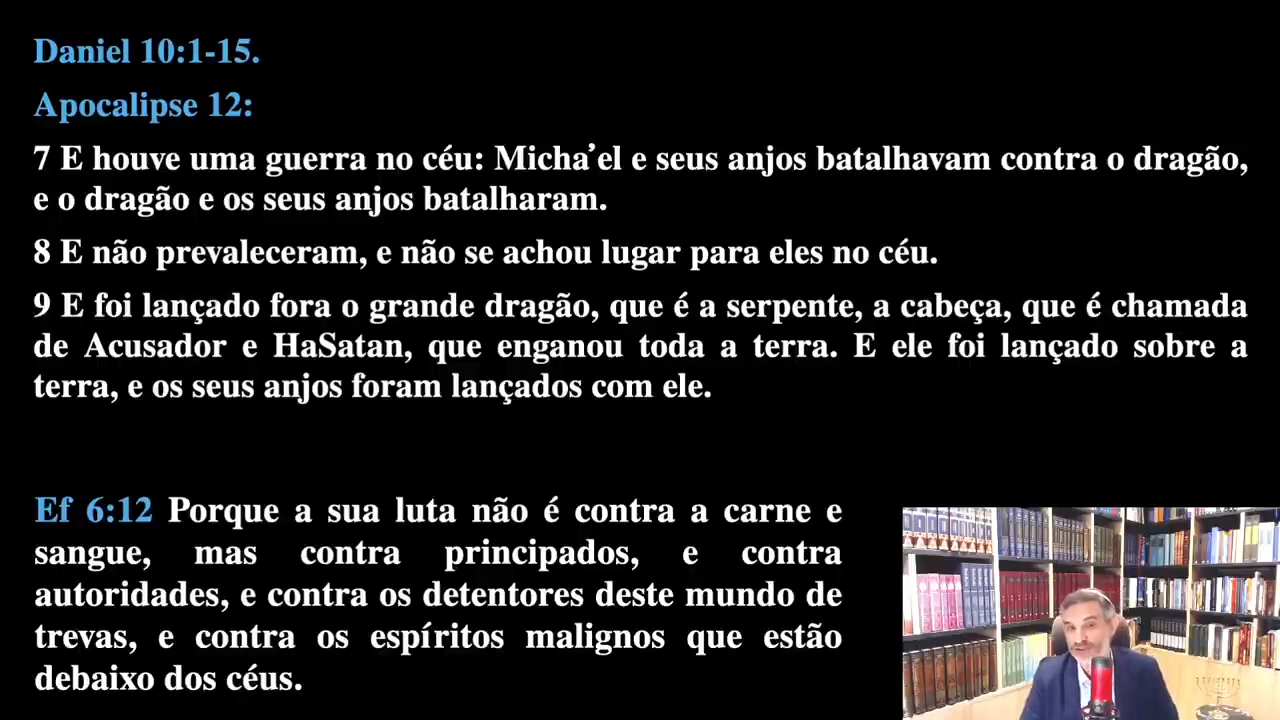 Daniel 10:1-15.
Apocalipse 12:
7 E houve uma guerra no céu: Micha’el e seus anjos batalhavam contra o dragão,
e o dragão e os seus anjos batalharam.
8 E não prevaleceram, e não se achou lugar para eles no céu.
9 E foi lançado fora o grande dragão, que é a serpente, a cabeça, que é chamada
de Acusador e HaSatan, que enganou toda a terra. E ele foi lançado sobre a
terra, e os seus anjos foram lançados com ele.
Ef 6:12 Porque a sua luta não é contra a carne e
sangue, mas contra principados, e contra
autoridades, e contra os detentores deste mundo de
trevas, e contra os espíritos malignos que estão
debaixo dos céus.